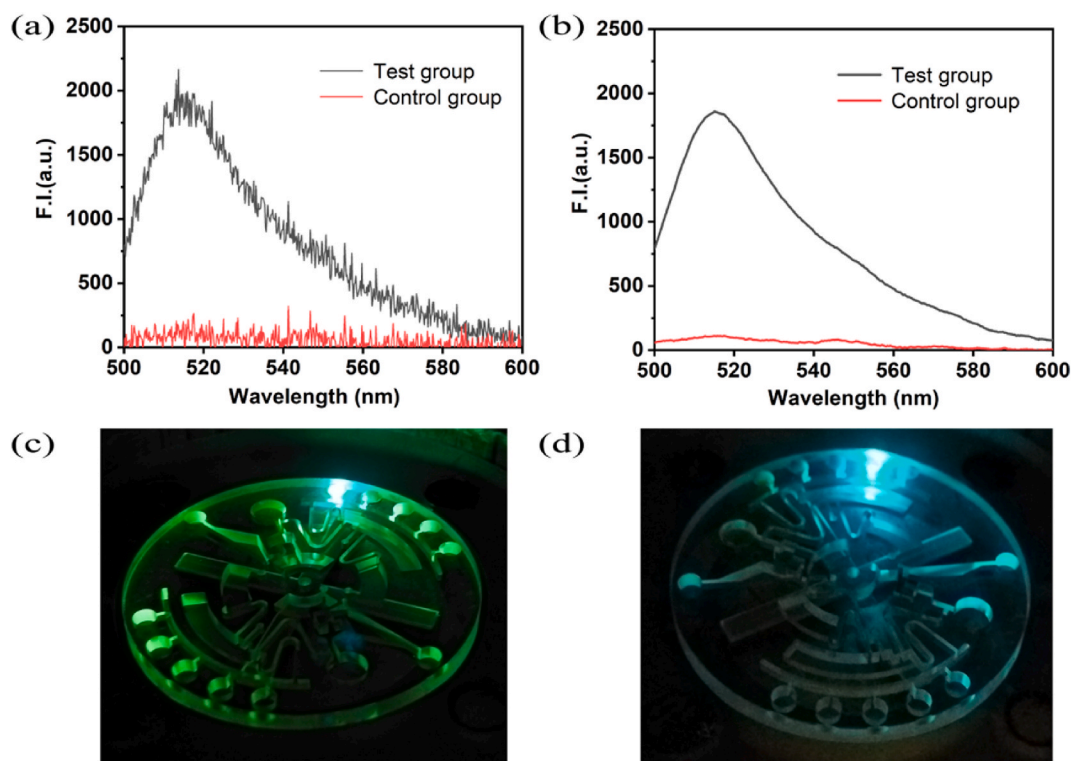 (a)
2500
2000
1500
1000
500
0
F.I.(a.u.)
Test group
Control group
500 520 540 560 580 600
Wavelength (nm)
(b)
2500
2000
1500
1000
500
0
F.I.(a.u.)
Test group
Control group
500 520 540 560 580 600
Wavelength (nm)
(c)
(d)